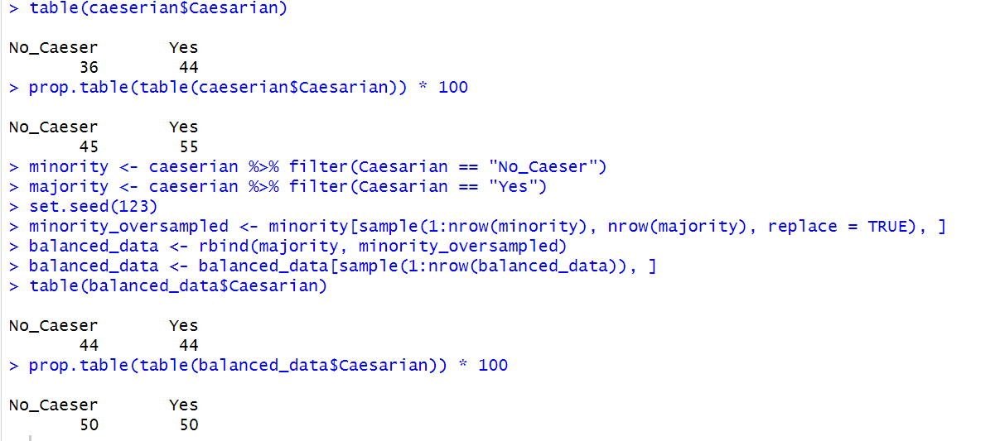 > table(caeserian$Caesarian)
No_Caeser Yes
36 44
> prop.table(table(caeserian$Caesarian)) * 100
No_Caeser Yes
45 55
> minority <- caeserian %>% filter(Caesarian == "No_Caeser")
> majority <- caeserian %>% filter(Caesarian == "Yes")
> set.seed(123)
> minority_oversampled <- minority[sample(1:nrow(minority), nrow(majority), replace = TRUE), ]
> balanced_data <- rbind(majority, minority_oversampled)
> balanced_data <- balanced_data[sample(1:nrow(balanced_data)), ]
> table(balanced_data$Caesarian)
No_Caeser Yes
44 44
> prop.table(table(balanced_data$Caesarian)) * 100
No_Caeser Yes
50 50